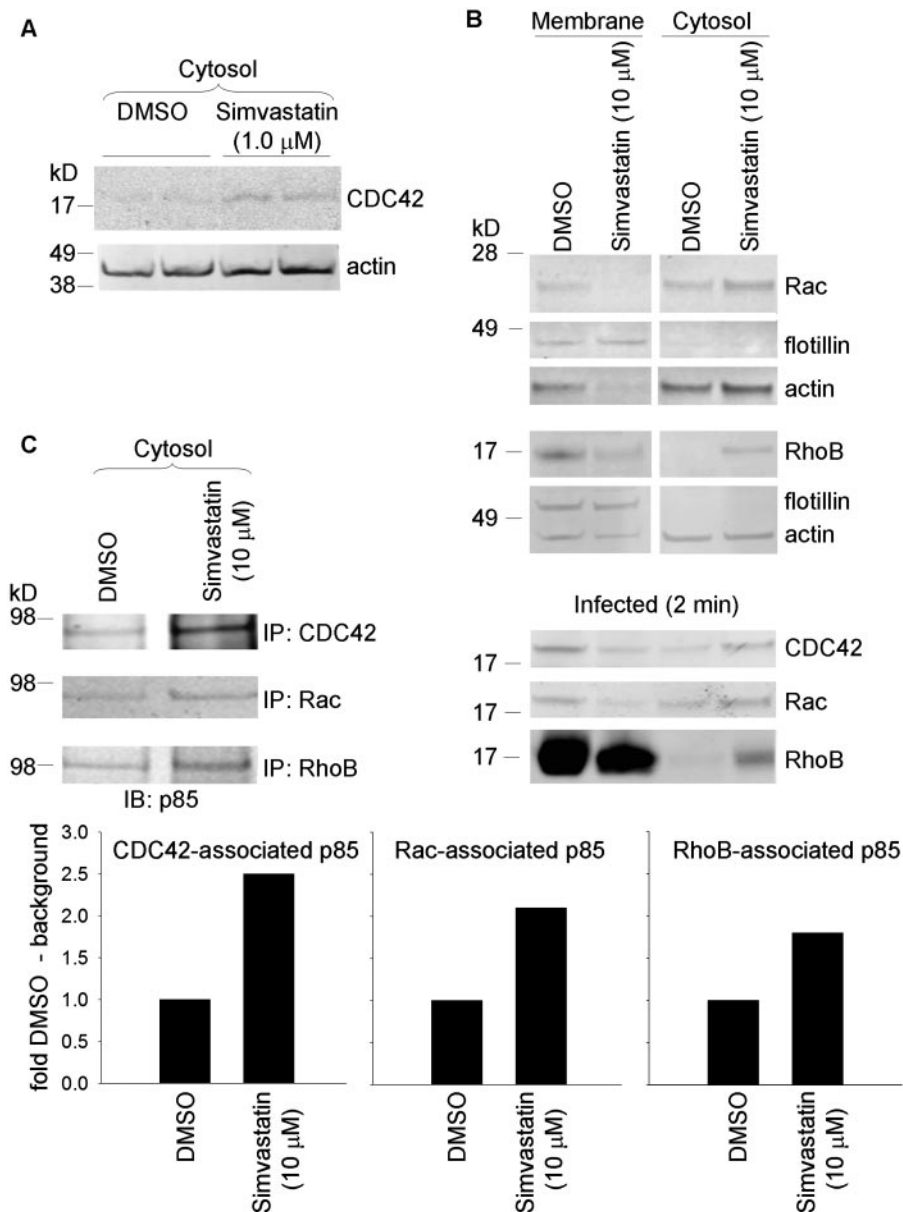 A
Cytosol
DMSO Simvastatin
(1.0 µM)
kD
17
CDC42
49
38
actin
B
Membrane Cytosol
DMSO
Simvastatin (10 µM)
DMSO
Simvastatin (10 µM)
kD
28
Rac
49
flotillin
actin
17
RhoB
flotillin
49
actin
Infected (2 min)
CDC42
17
Rac
17
17
RhoB
C
Cytosol
DMSO
Simvastatin
(10 µM)
kD
98
IP: CDC42
98
IP: Rac
98
IP: RhoB
IB: p85
fold DMSO - background
3.0
2.5
2.0
1.5
1.0
0.5
0.0
CDC42-associated p85
DMSO
Simvastatin
(10 µM)
Rac-associated p85
DMSO
Simvastatin
(10 µM)
RhoB-associated p85
DMSO
Simvastatin
(10 µM)